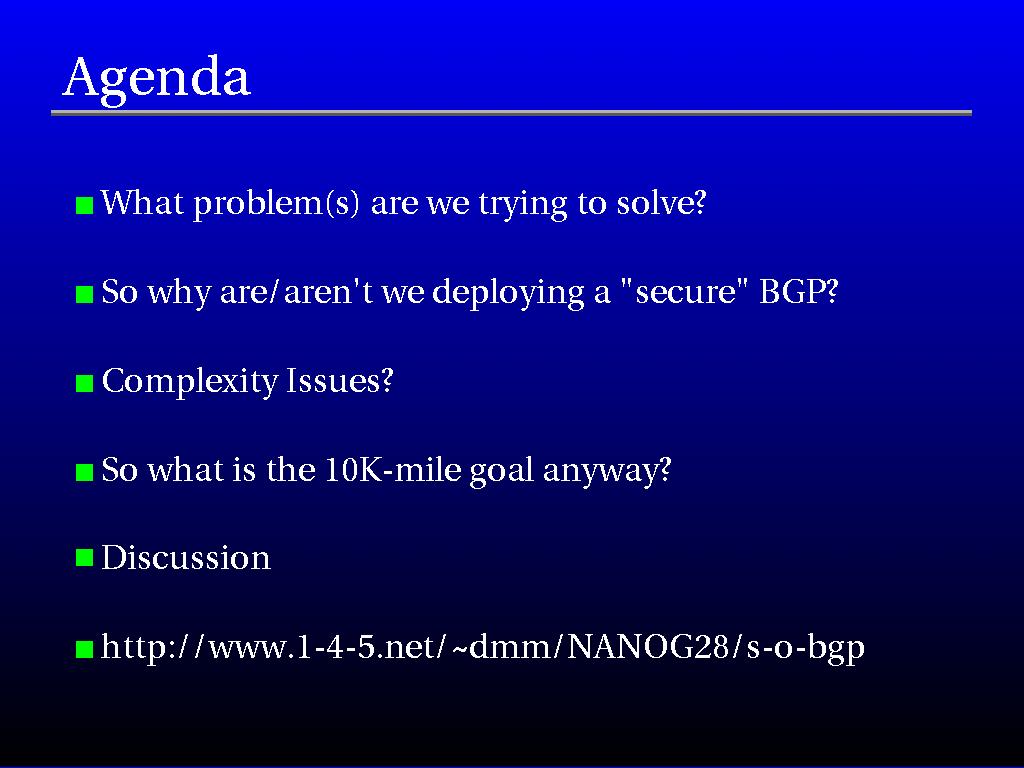 Agenda
What problem(s) are we trying to solve?
So why are/aren't we deploying a "secure" BGP?
Complexity Issues?
So what is the 10K-mile goal anyway?
Discussion
http://www.1-4-5.net/~dmm/NANOG28/s-o-bgp